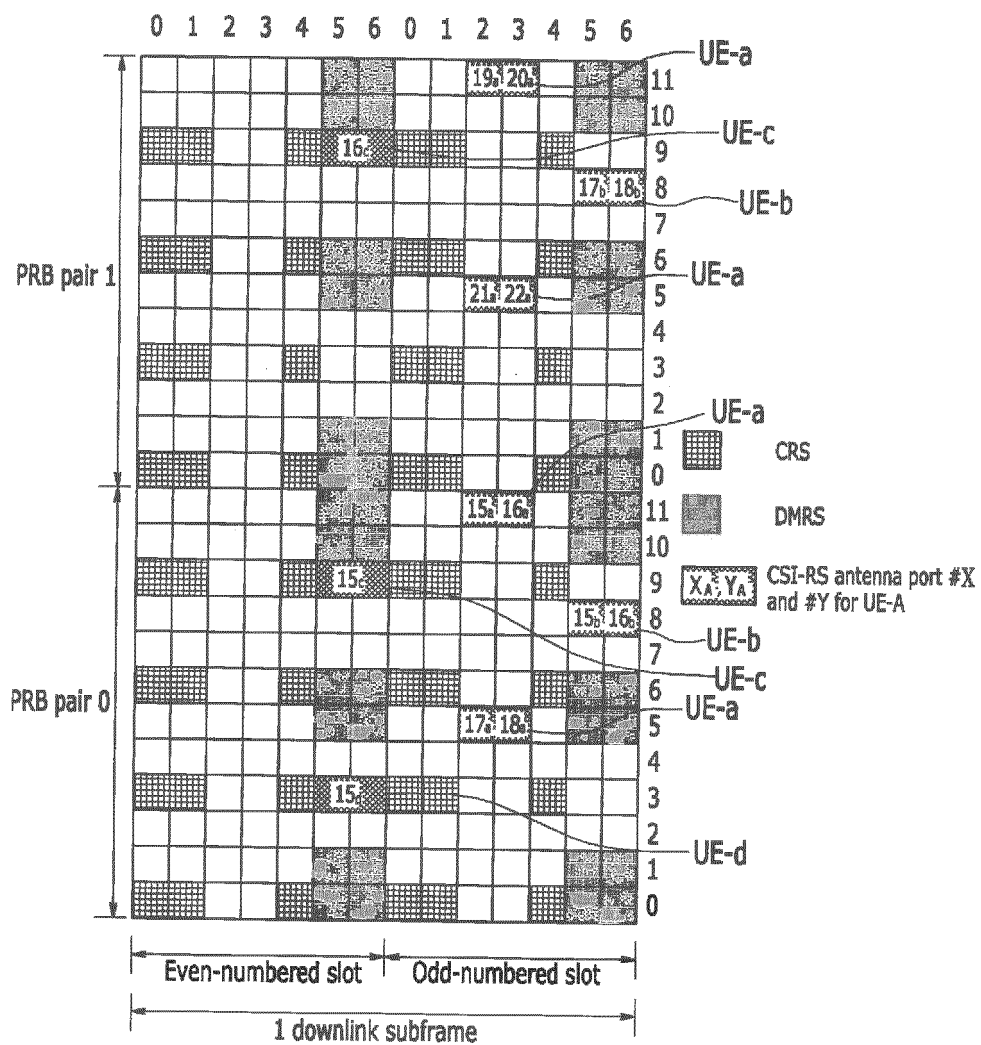 0 1 2 3 4 5 6 0 1 2 3 4 5 6
UE-a
19a 20a 11
10
UE-c
16c 9
17b 18b 8
UE-b
7
6
PRB pair 1
UE-a
21a 22a 5
4
3
2
UE-a
1
CRS
0
15a 16a 11
DMRS
10
15c 9
XA, YA CSI-RS antenna port #X
and #Y for UE-A
15b 16b 8
UE-b
7
UE-c
6
PRB pair 0
UE-a
17a 18a 5
4
15d 3
2
UE-d
1
0
Even-numbered slot Odd-numbered slot
1 downlink subframe